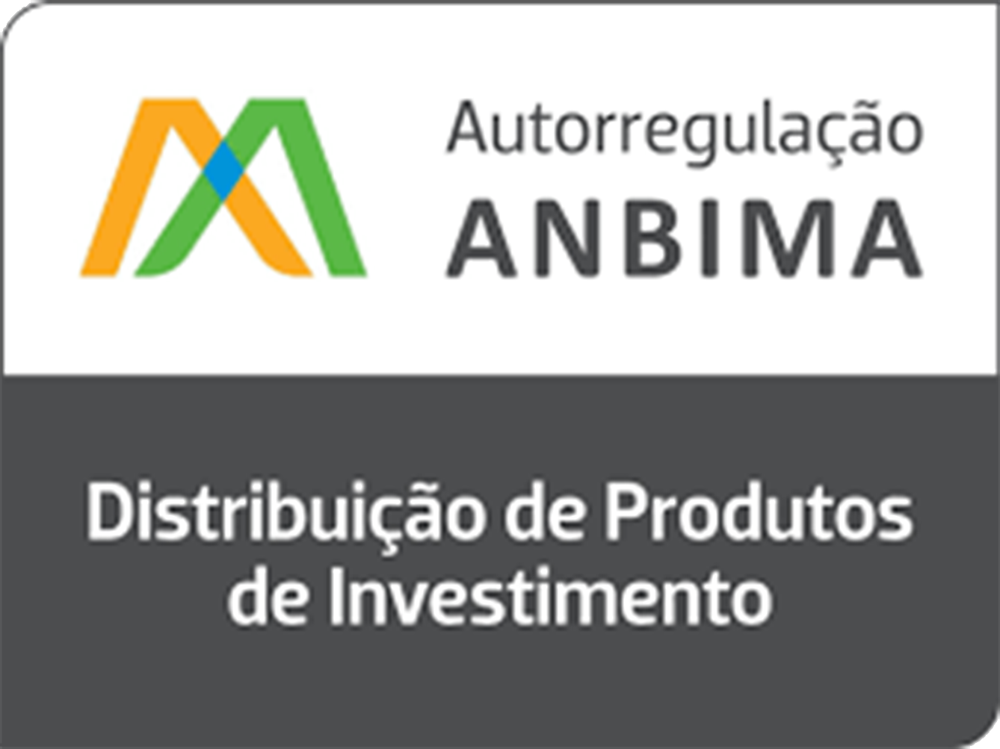 Autorregulação
ANBIMA
Distribuição de Produtos
de Investimento